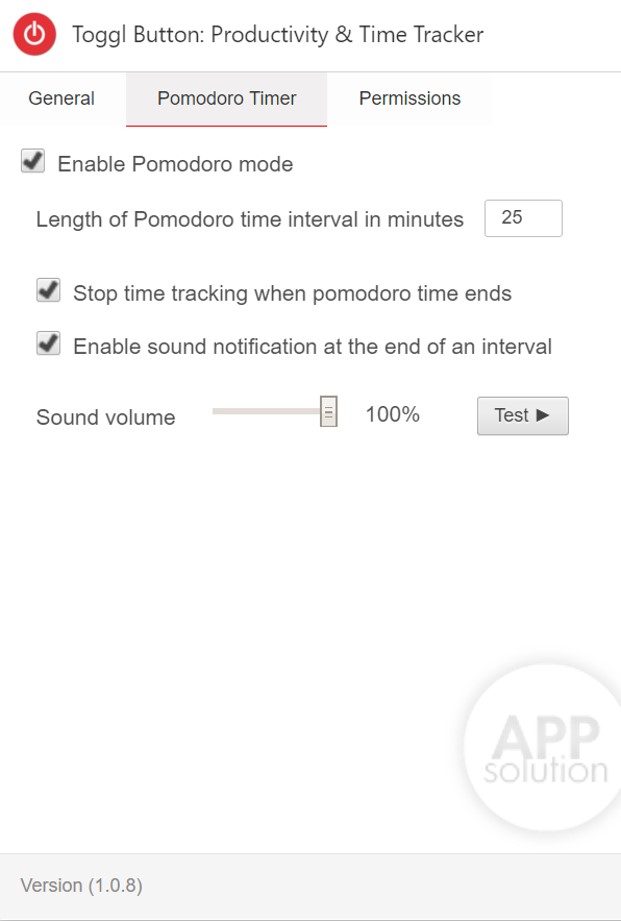 Toggl Button: Productivity & Time Tracker
General Pomodoro Timer Permissions
Enable Pomodoro mode
Length of Pomodoro time interval in minutes 25
Stop time tracking when pomodoro time ends
Enable sound notification at the end of an interval
Sound volume 100% Test ►
APP
solution
Version (1.0.8)